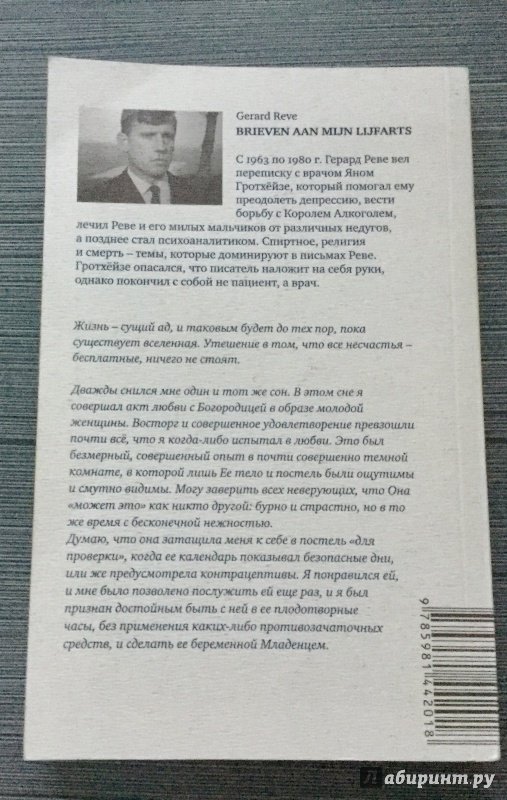 Gerard Reve
BRIEVEN AAN MIJN LIJFARTS
С 1963 по 1980 г. Герард Реве вел
переписку с врачом Яном
Гротхёйзе, который помогал ему
преодолеть депрессию, вести
борьбу с Королем Алкоголем,
лечил Реве и его милых мальчиков от различных недугов,
а позднее стал психоаналитиком. Спиртное, религия
и смерть – темы, которые доминируют в письмах Реве.
Гротхёйзе опасался, что писатель наложит на себя руки,
однако покончил с собой не пациент, а врач.
Жизнь – сущий ад, и таковым будет до тех пор, пока
существует вселенная. Утешение в том, что все несчастья –
бесплатные, ничего не стоят.
Дважды снился мне один и тот же сон. В этом сне я
совершал акт любви с Богородицей в образе молодой
женщины. Восторг и совершенное удовлетворение превзошли
почти всё, что я когда-либо испытал в любви. Это был
безмерный, совершенный опыт в почти совершенно темной
комнате, в которой лишь Ее тело и постель были ощутимы
и смутно видимы. Могу заверить всех неверующих, что Она
«может это» как никто другой: бурно и страстно, но в то
же время с бесконечной нежностью.
Думаю, что она затащила меня к себе в постель «для
проверки», когда ее календарь показывал безопасные дни,
или же предусмотрела контрацептивы. Я понравился ей,
и мне было позволено послужить ей еще раз, и я был
признан достойным быть с ней в ее плодотворные
часы, без применения каких-либо противозачаточных
средств, и сделать ее беременной Младенцем.
9 785981 442018
Лабиринт.ру